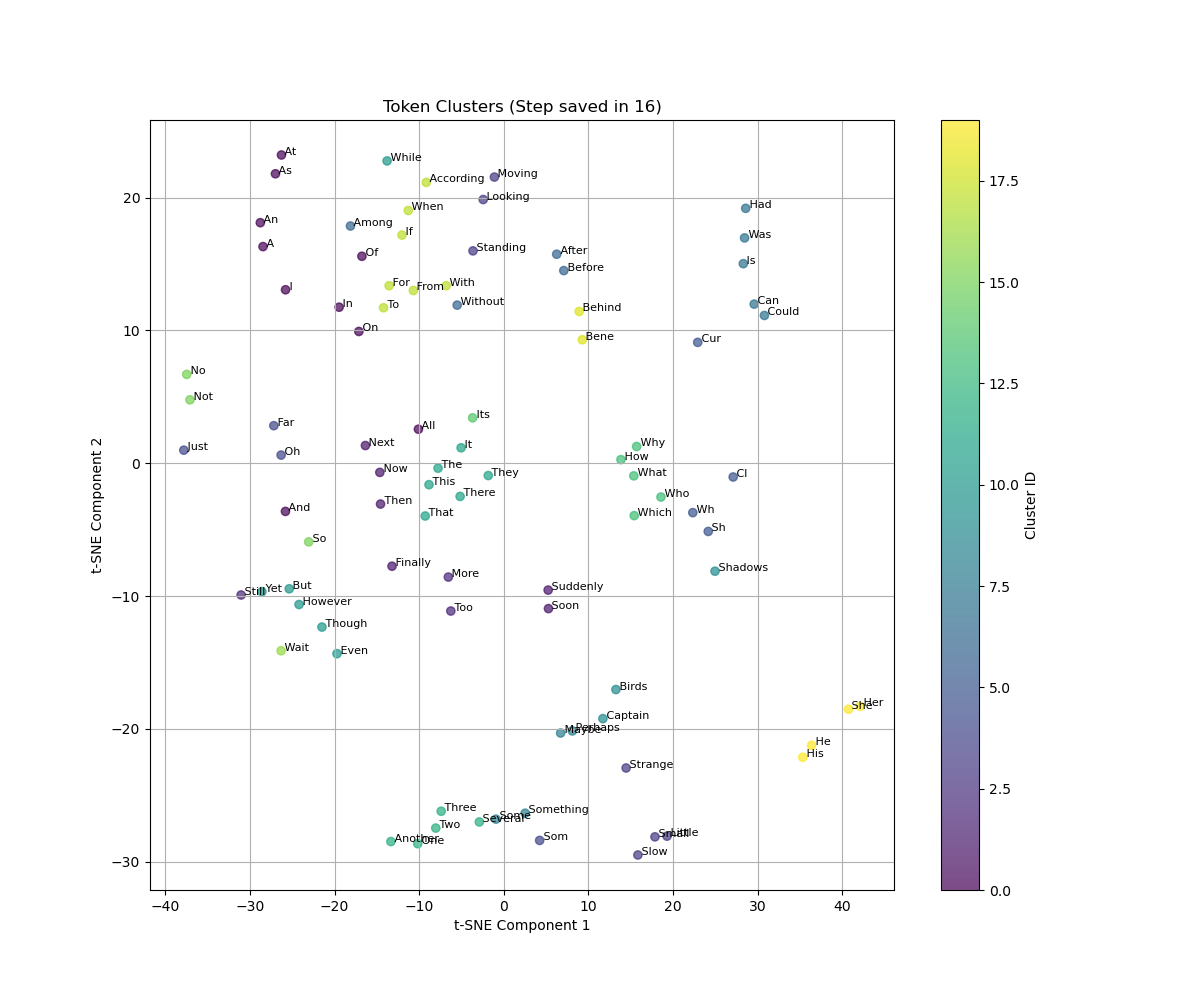 Token Clusters (Step saved in 16)
At
While
As
According
Moving
Looking
When
Had
An
Among
If
Was
A
Of
Standing
After
Is
Before
I
For
From
With
In
To
Without
Can
On
Behind
Could
Bene
Cur
No
Not
Its
Far
All
Just
Oh
Next
It
Why
How
The
Now
They
What
Cl
This
There
Who
Then
And
That
Which
Wh
Sh
So
Finally
More
Shadows
Still
Yet
But
Suddenly
However
Too
Soon
Though
Wait
Even
Birds
Captain
Maybe
Perhaps
She
Her
He
His
Strange
Three
Something
Several
Some
Two
Another
One
Som
Small
Little
Slow
20
10
0
−10
−20
−30
−40
−30
−20
−10
0
10
20
30
40
t-SNE Component 1
t-SNE Component 2
17.5
15.0
12.5
10.0
7.5
5.0
2.5
0.0
Cluster ID